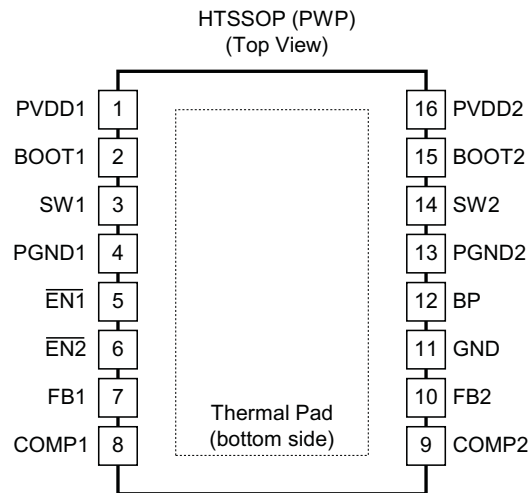 HTSSOP (PWP)
(Top View)
PVDD1 1 16 PVDD2
BOOT1 2 15 BOOT2
SW1 3 14 SW2
PGND1 4 13 PGND2
E̅N̅1̅ 5 12 BP
E̅N̅2̅ 6 11 GND
FB1 7 10 FB2
Thermal Pad
COMP1 8 (bottom side) 9 COMP2